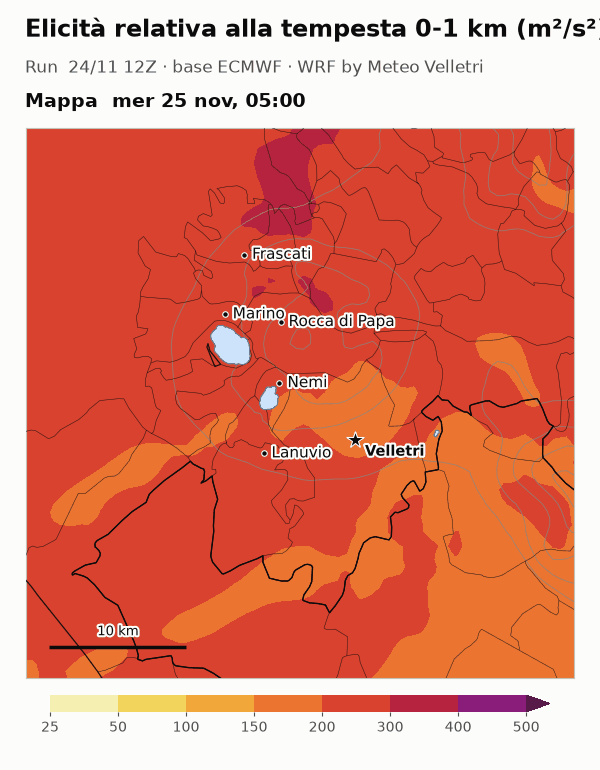 Elicità relativa alla tempesta 0-1 km (m²/s²)
Run 24/11 12Z · base ECMWF · WRF by Meteo Velletri
Mappa mer 25 nov, 05:00
Frascati
Marino
Rocca di Papa
Nemi
Lanuvio
Velletri
10 km
25 50 100 150 200 300 400 500